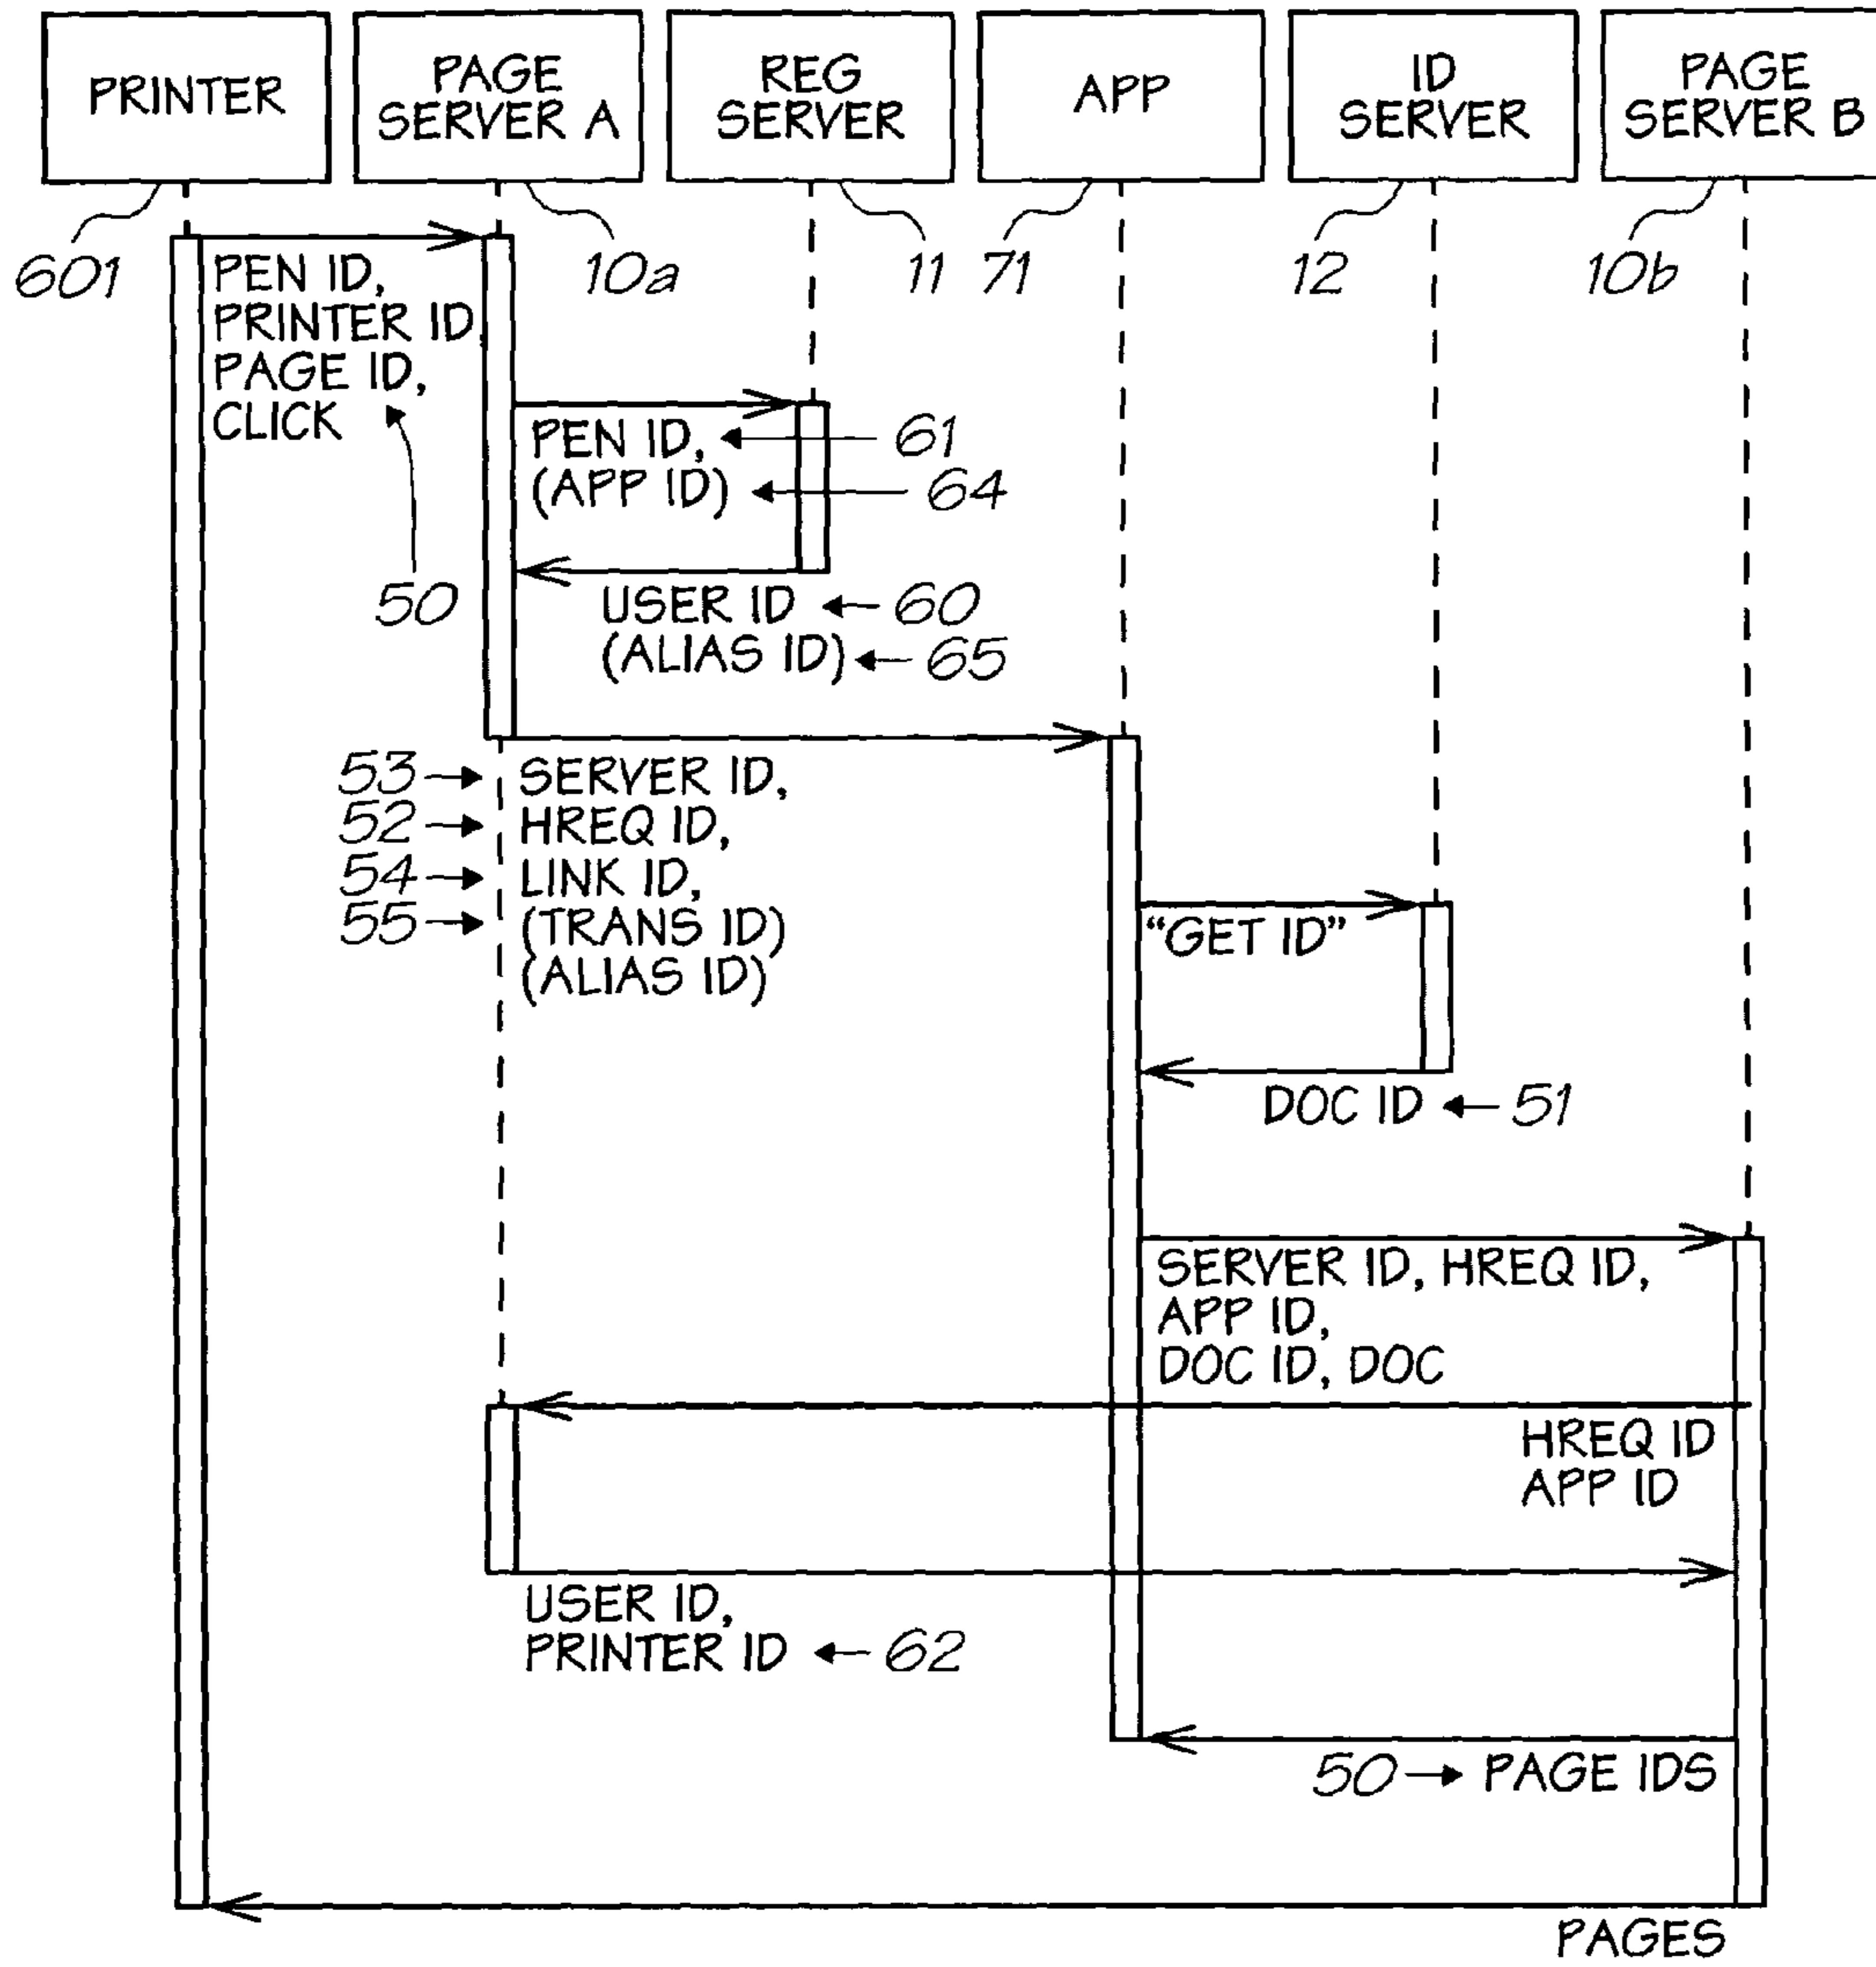 PRINTER
PAGE
SERVER A
REG
SERVER
APP
ID
SERVER
PAGE
SERVER B
601
10a
11
71
12
10b
PEN ID,
PRINTER ID
PAGE ID,
CLICK
50
PEN ID,
61
(APP ID)
64
USER ID
60
(ALIAS ID)
65
53
SERVER ID,
52
HREQ ID,
54
LINK ID,
55
(TRANS ID)
(ALIAS ID)
"GET ID"
DOC ID
51
SERVER ID, HREQ ID,
APP ID,
DOC ID, DOC
HREQ ID
APP ID
USER ID,
PRINTER ID
62
50
PAGE IDS
PAGES